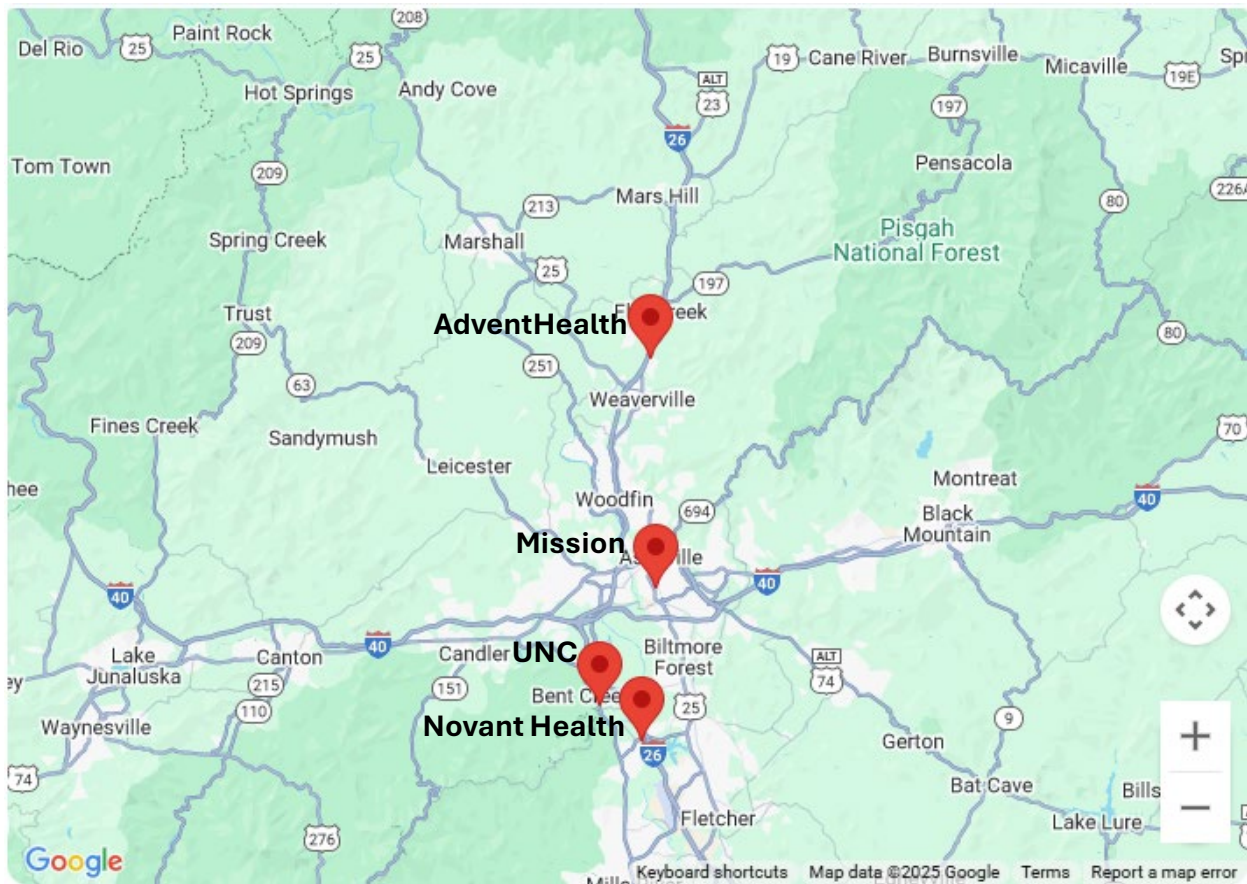 208
Paint Rock
Del Rio
25
25
19
Cane River
Burnsville
Micaville
19E
ALT
23
Hot Springs
Andy Cove
197
26
Tom Town
Pensacola
209
Mars Hill
213
80
Pisgah
National Forest
Spring Creek
Marshall
25
197
Trust
AdventHealth
209
80
251
63
Weaverville
Fines Creek
Sandymush
70
Leicester
Montreat
40
Woodfin
694
Black
Mountain
Mission
40
40
40
UNC
Biltmore
Forest
Lake
Junaluska
Canton
Candler
ALT
74
215
151
25
110
Novant Health
9
Waynesville
26
Gerton
74
Bat Cave
Fletcher
Lake Lure
276
Google
Keyboard shortcuts
Map data ©2025 Google
Terms
Report a map error